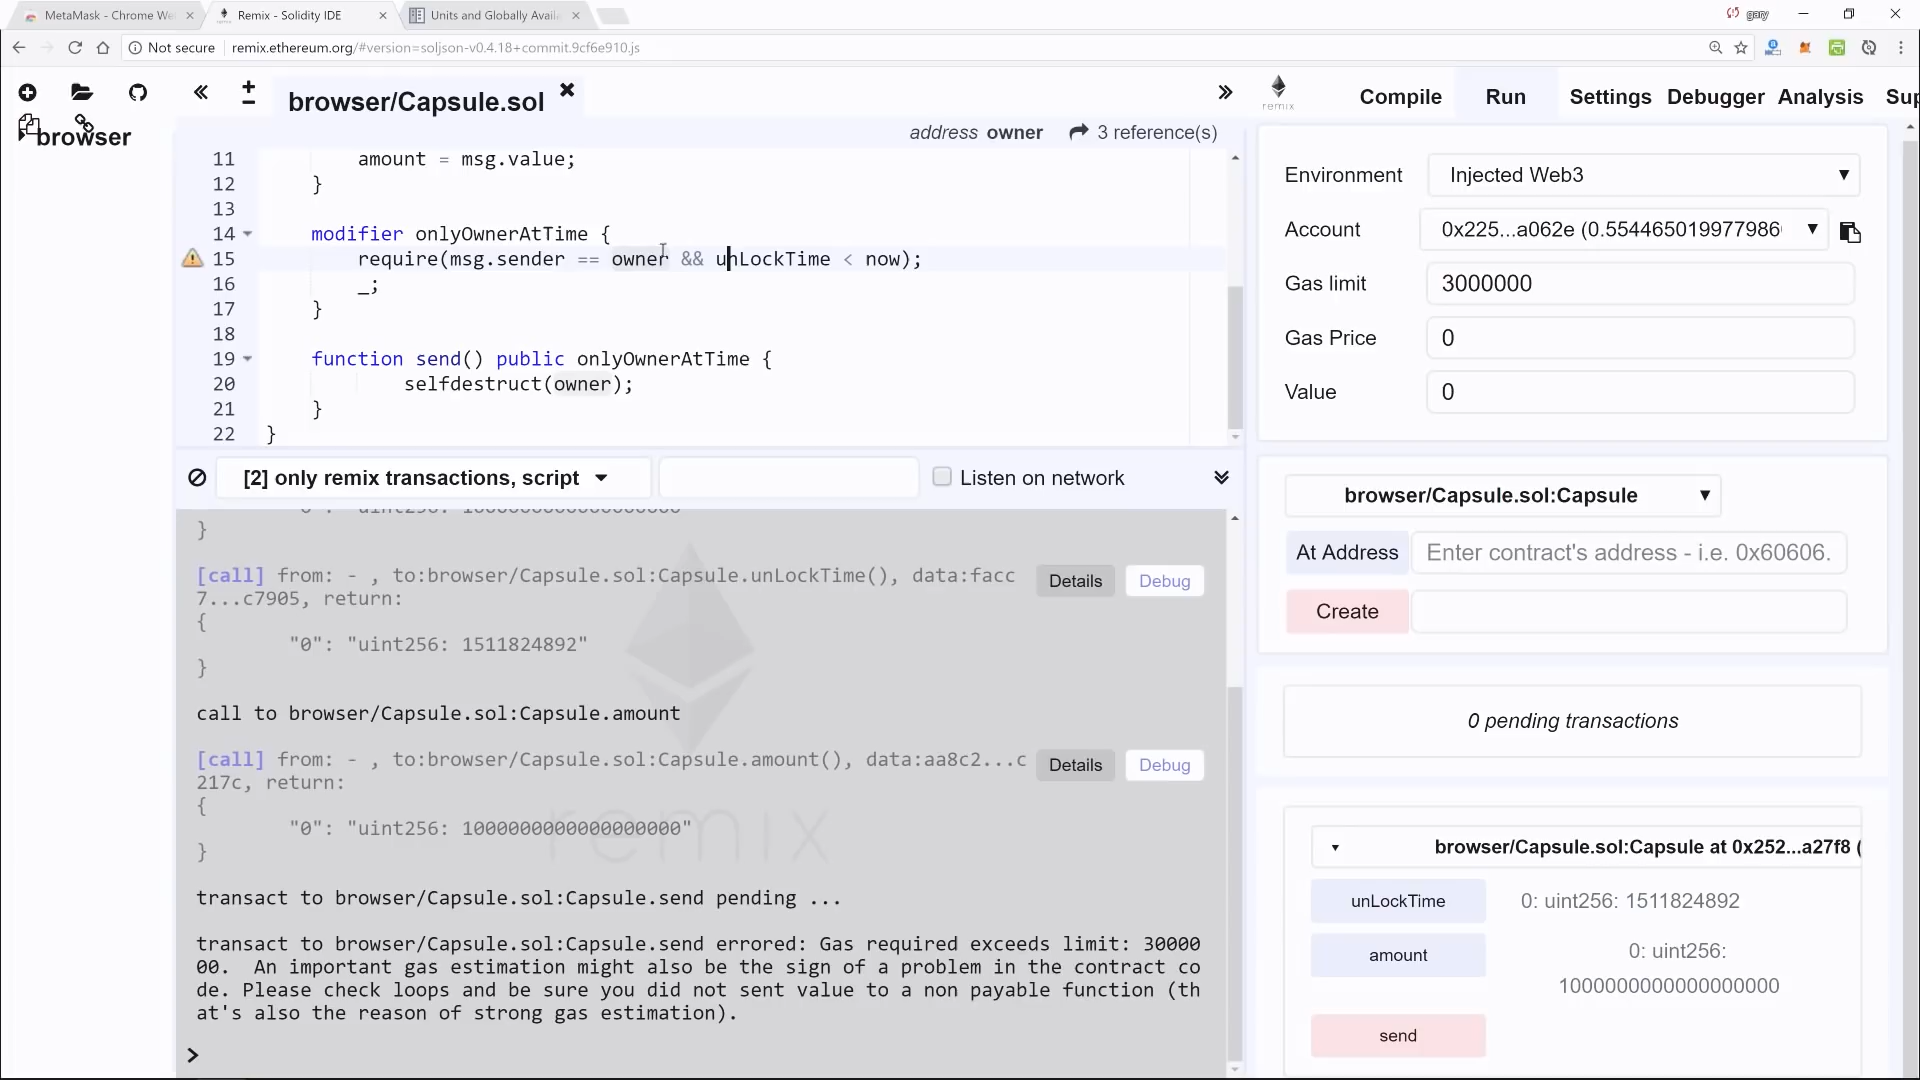 MetaMask - Chrome We
Remix - Solidity IDE
Units and Globally Avail
gary
Not secure
remix.ethereum.org/#version=soljson-v0.4.18+commit.9cf6e910.js
browser
browser/Capsule.sol
address owner 3 reference(s)
11 amount = msg.value;
12 }
13
14 modifier onlyOwnerAtTime {
15 require(msg.sender == owner && unLockTime < now);
16 _;
17 }
18
19 function send() public onlyOwnerAtTime {
20 selfdestruct(owner);
21 }
22 }
[2] only remix transactions, script
Listen on network
}
[call] from: - , to:browser/Capsule.sol:Capsule.unLockTime(), data:facc
7...c7905, return:
{
"0": "uint256: 1511824892"
}
Details Debug
call to browser/Capsule.sol:Capsule.amount
[call] from: - , to:browser/Capsule.sol:Capsule.amount(), data:aa8c2...c
217c, return:
{
"0": "uint256: 1000000000000000000"
}
Details Debug
remix
transact to browser/Capsule.sol:Capsule.send pending ...
transact to browser/Capsule.sol:Capsule.send errored: Gas required exceeds limit: 30000
00. An important gas estimation might also be the sign of a problem in the contract co
de. Please check loops and be sure you did not sent value to a non payable function (th
at's also the reason of strong gas estimation).
>
remix
Compile Run Settings Debugger Analysis Sup
Environment Injected Web3
Account 0x225...a062e (0.554465019977986
Gas limit 3000000
Gas Price 0
Value 0
browser/Capsule.sol:Capsule
At Address Enter contract's address - i.e. 0x60606.
Create
0 pending transactions
browser/Capsule.sol:Capsule at 0x252...a27f8 (
unLockTime 0: uint256: 1511824892
amount 0: uint256:
1000000000000000000
send